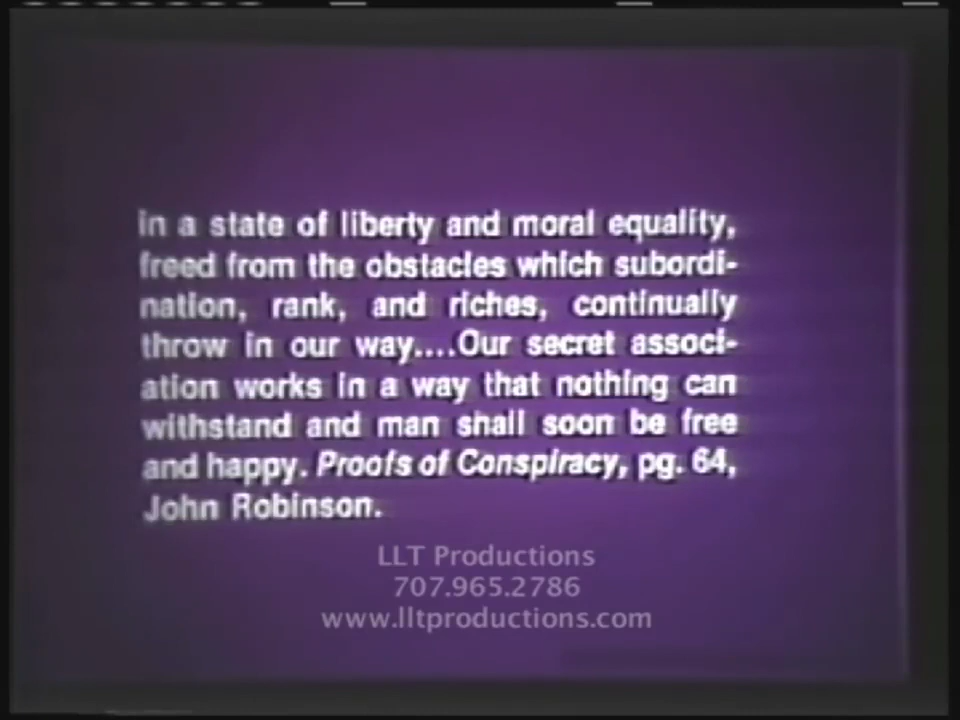 in a state of liberty and moral equality,
freed from the obstacles which subordi-
nation, rank, and riches, continually
throw in our way....Our secret associ-
ation works in a way that nothing can
withstand and man shall soon be free
and happy. Proofs of Conspiracy, pg. 64,
John Robinson.
LLT Productions
707.965.2786
www.lltproductions.com